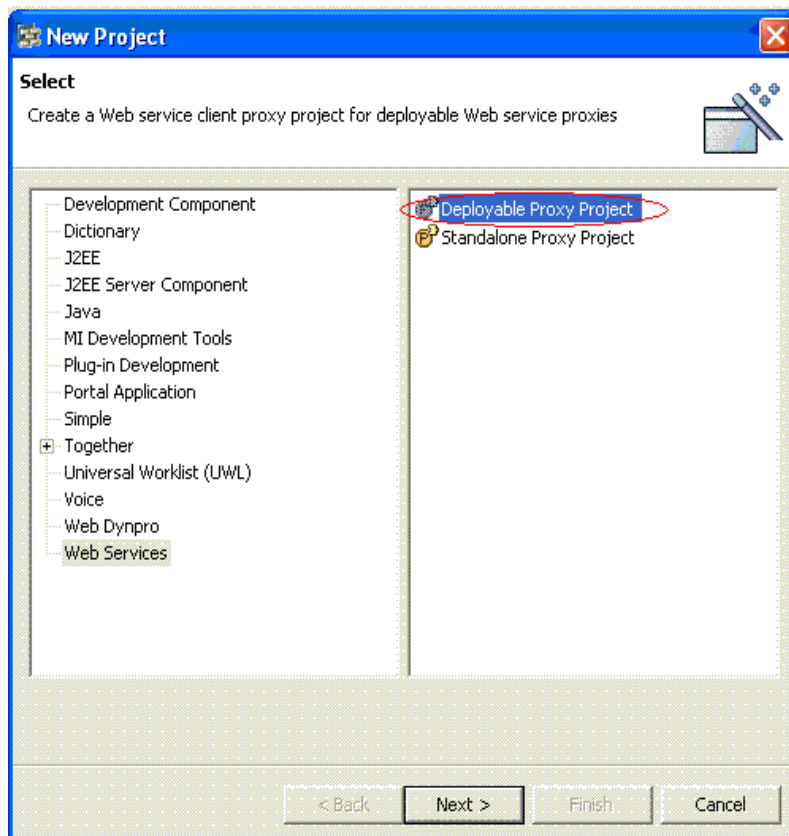 New Project
Select
Create a Web service client proxy project for deployable Web service proxies
Development Component
Dictionary
J2EE
J2EE Server Component
Java
MI Development Tools
Plug-in Development
Portal Application
Simple
Together
Universal Worklist (UWL)
Voice
Web Dynpro
Web Services
Deployable Proxy Project
Standalone Proxy Project
< Back
Next >
Finish
Cancel